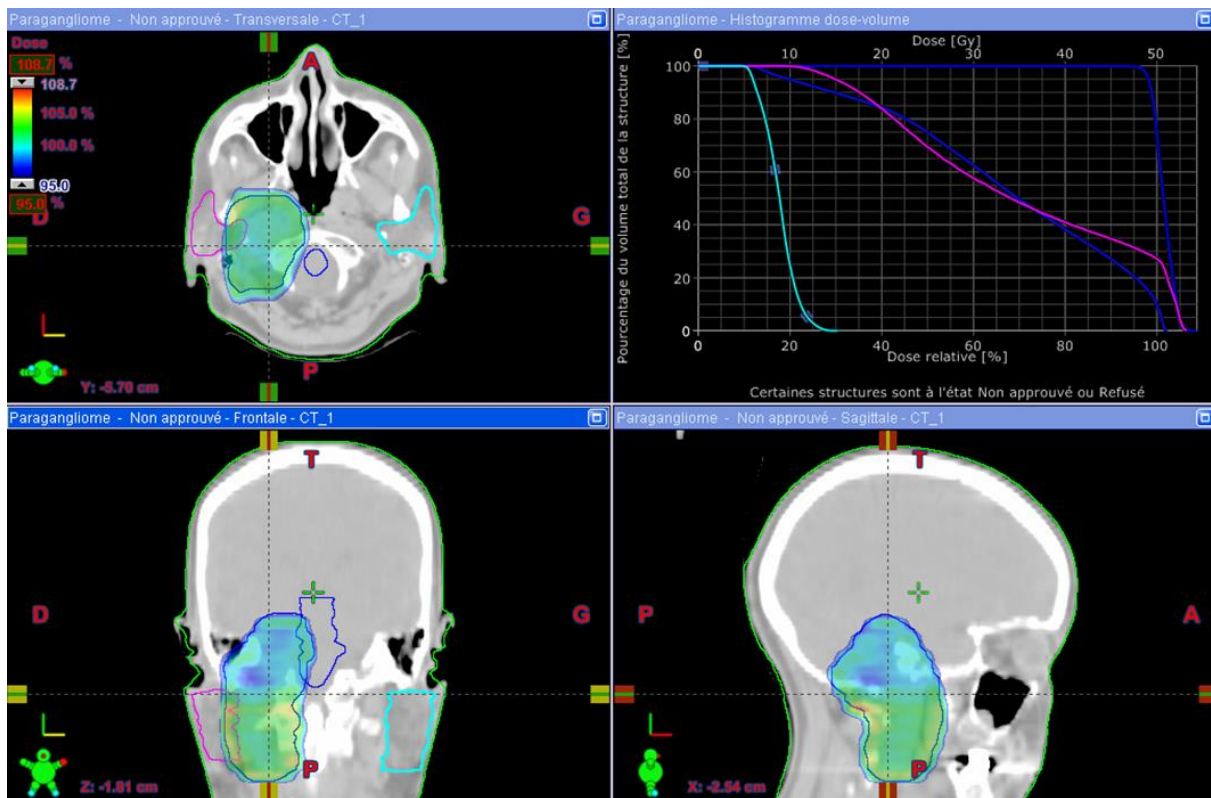 Paragangliome - Non approuvé - Transversale - CT_1
Dose
108.7 %
108.7
105.0 %
100.0 %
95.0
95.0 %
A
D
G
P
Y: -5.70 cm
Paragangliome - Histogramme dose-volume
Dose [Gy]
0 10 20 30 40 50
Pourcentage du volume total de la structure [%]
100
80
60
40
20
0
0 20 40 60 80 100
Dose relative [%]
Certaines structures sont à l'état Non approuvé ou Refusé
Paragangliome - Non approuvé - Frontale - CT_1
T
D
G
P
Z: -1.81 cm
Paragangliome - Non approuvé - Sagittale - CT_1
T
P
A
P
X: -2.54 cm